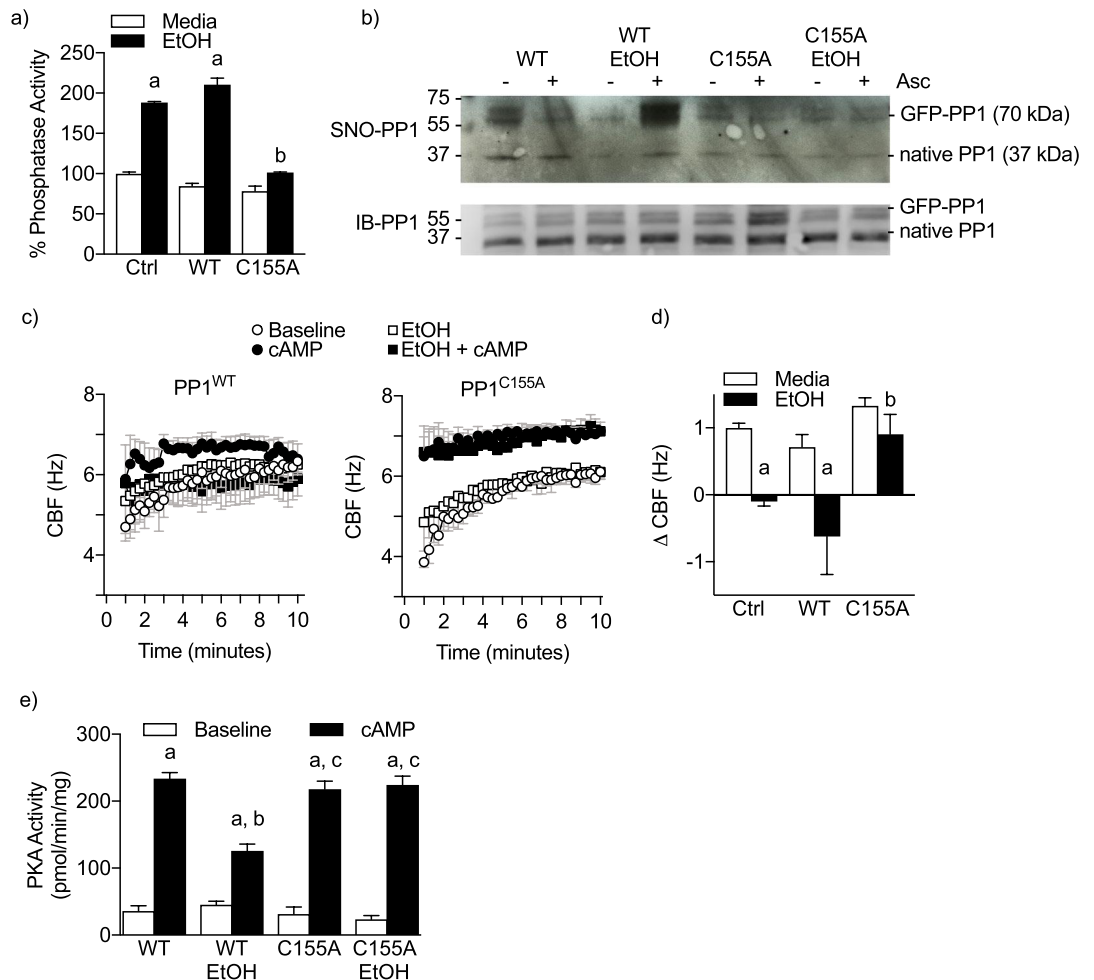 a)
Media
EtOH
% Phosphatase Activity
250
200
150
100
50
0
a
a
b
Ctrl
WT
C155A
b)
WT
WT
EtOH
C155A
C155A
EtOH
- + - + - + - + Asc
SNO-PP1
75
55
37
GFP-PP1 (70 kDa)
native PP1 (37 kDa)
IB-PP1
55
37
GFP-PP1
native PP1
c)
Baseline
EtOH
cAMP
EtOH + cAMP
PP1WT
CBF (Hz)
8
6
4
0 2 4 6 8 10
Time (minutes)
PP1C155A
CBF (Hz)
8
6
4
0 2 4 6 8 10
Time (minutes)
d)
Media
EtOH
Δ CBF (Hz)
1
0
-1
a
a
b
Ctrl
WT
C155A
e)
Baseline
cAMP
PKA Activity
(pmol/min/mg)
300
200
100
0
a
a, b
a, c
a, c
WT
WT
EtOH
C155A
C155A
EtOH